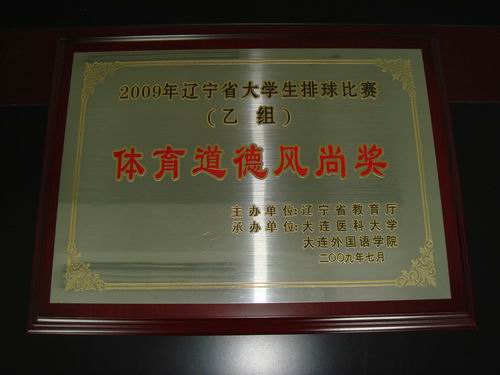 2009年辽宁省大学生排球比赛
（乙 组）
体育道德风尚奖
主办单位:辽宁省教育厅
承办单位:大连医科大学
大连外国语学院
二〇〇九年七月